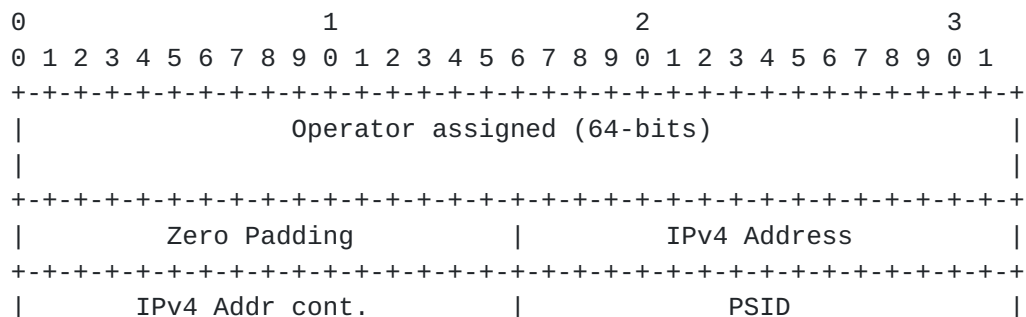 0                   1                   2                   3
0 1 2 3 4 5 6 7 8 9 0 1 2 3 4 5 6 7 8 9 0 1 2 3 4 5 6 7 8 9 0 1
+-+-+-+-+-+-+-+-+-+-+-+-+-+-+-+-+-+-+-+-+-+-+-+-+-+-+-+-+-+-+-+-+
|                 Operator assigned (64-bits)                   |
|                                                               |
+-+-+-+-+-+-+-+-+-+-+-+-+-+-+-+-+-+-+-+-+-+-+-+-+-+-+-+-+-+-+-+-+
|         Zero Padding          |         IPv4 Address          |
+-+-+-+-+-+-+-+-+-+-+-+-+-+-+-+-+-+-+-+-+-+-+-+-+-+-+-+-+-+-+-+-+
|       IPv4 Addr cont.         |             PSID              |